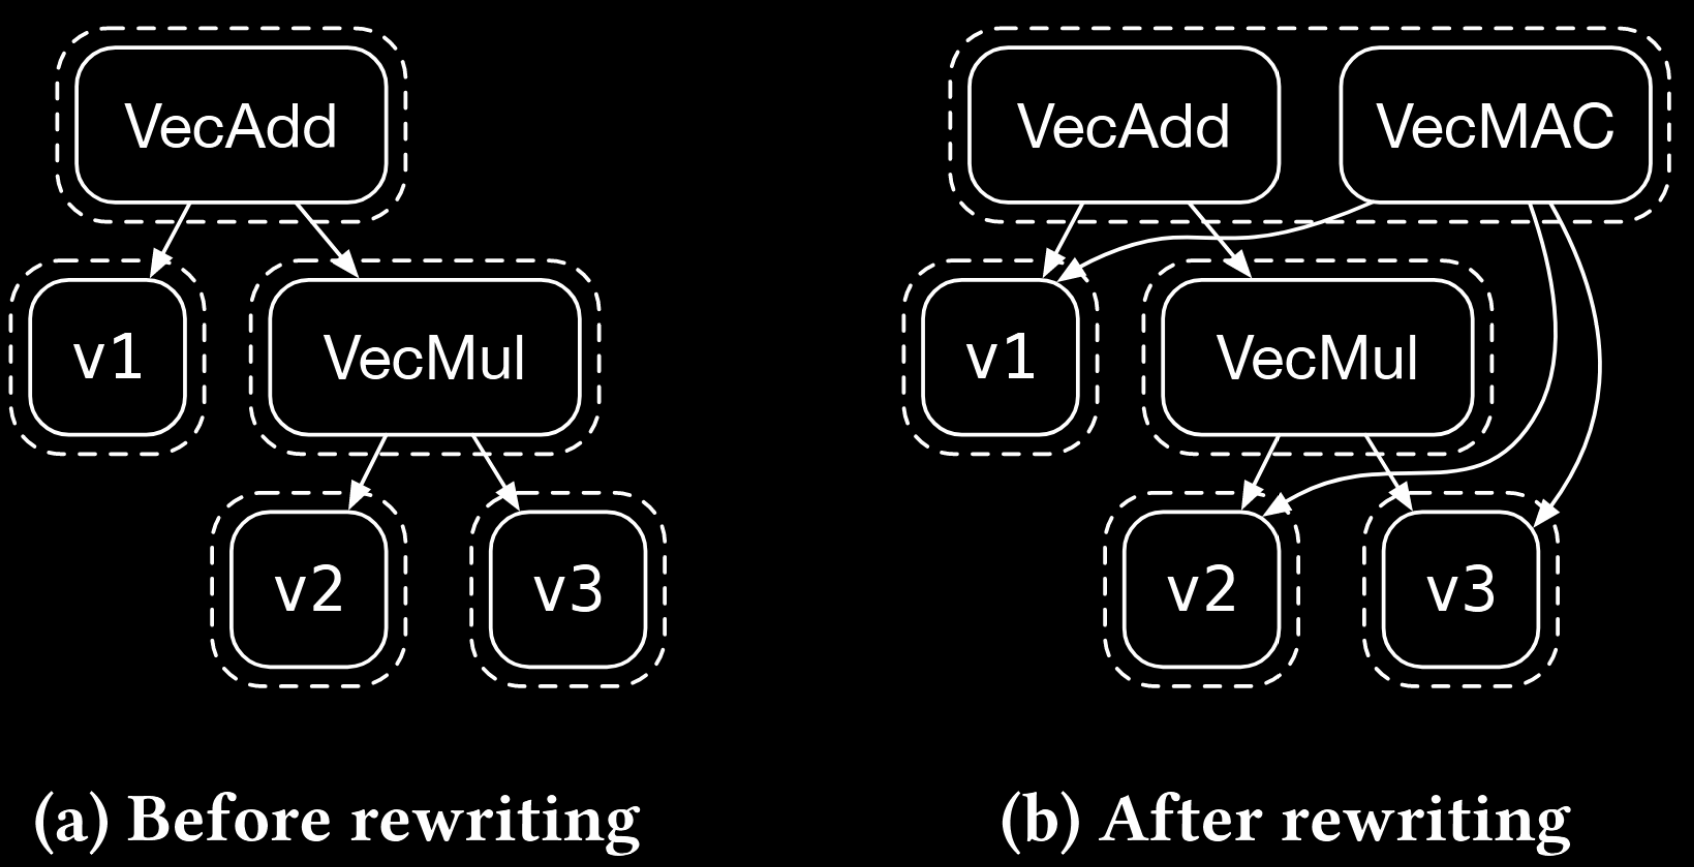 VecAdd
v1
VecMul
v2
v3
(a) Before rewriting
VecAdd
VecMAC
v1
VecMul
v2
v3
(b) After rewriting